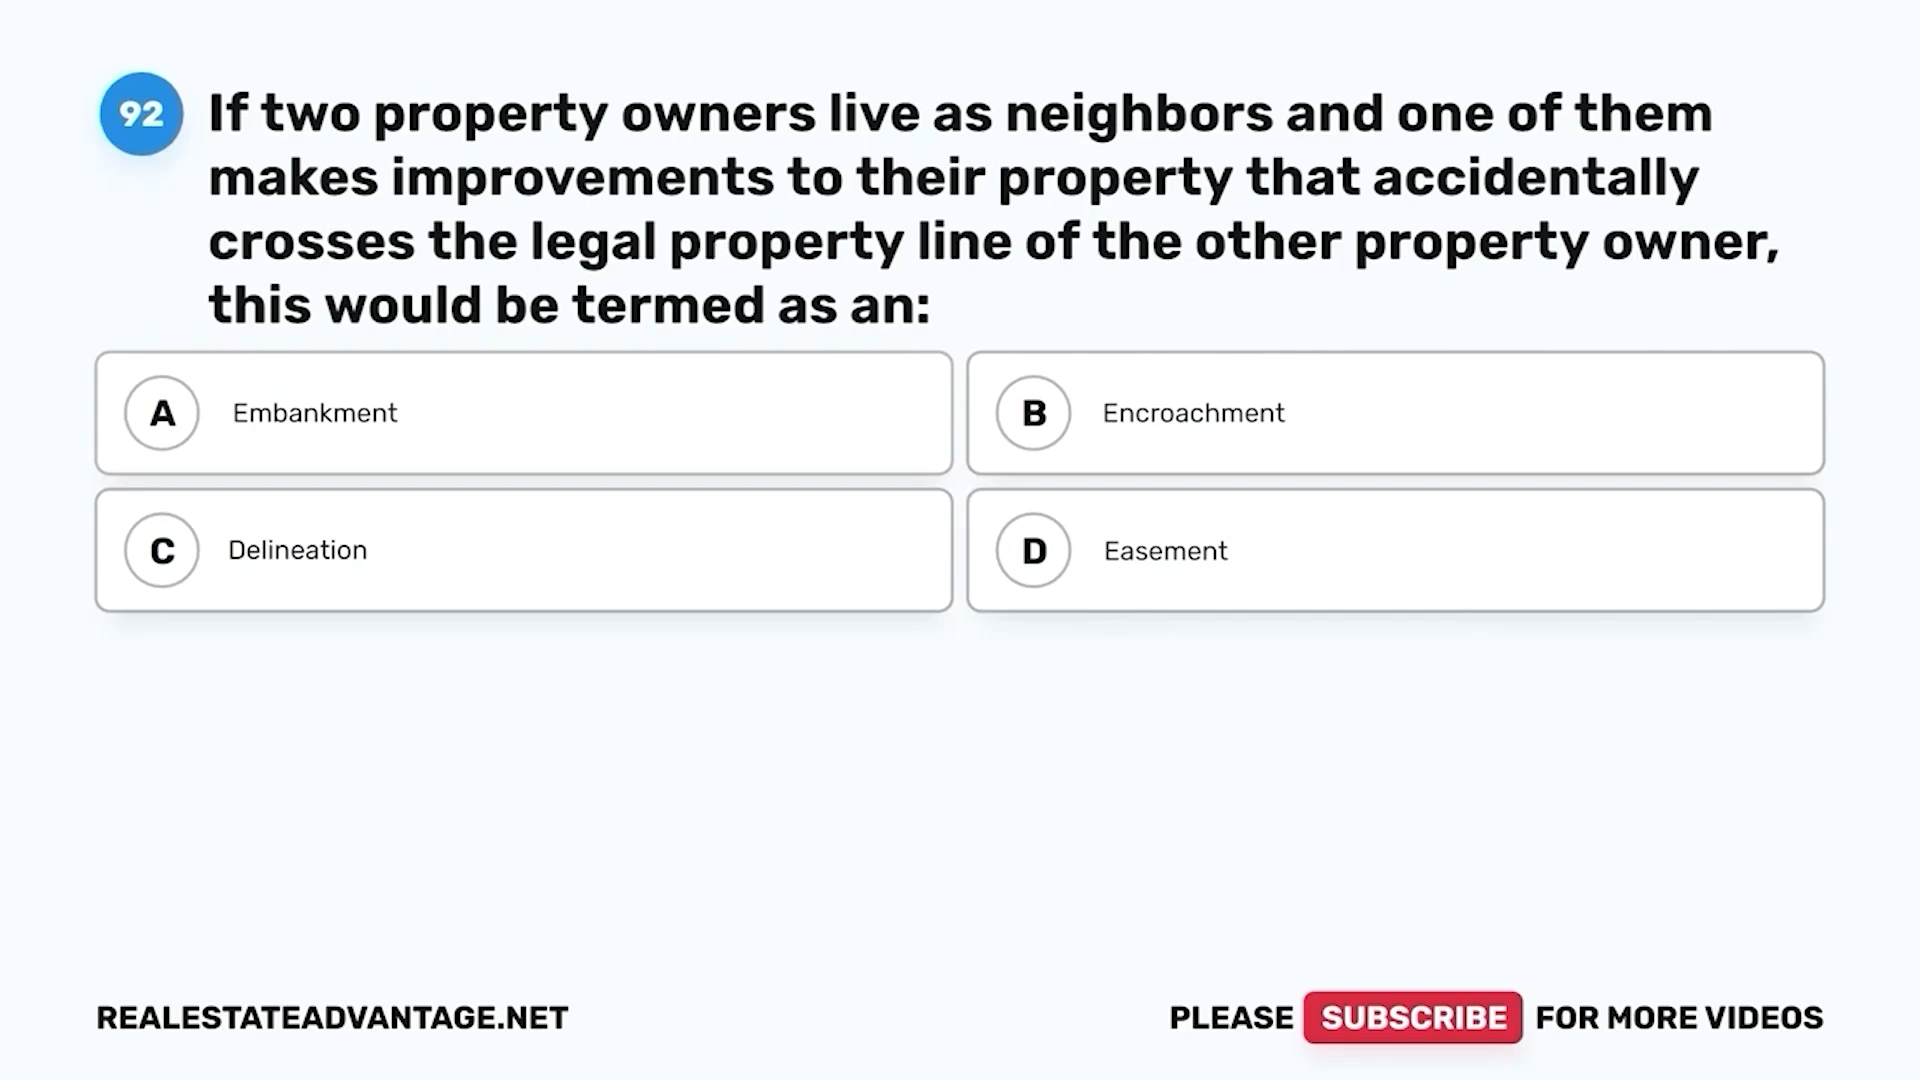 92
If two property owners live as neighbors and one of them
makes improvements to their property that accidentally
crosses the legal property line of the other property owner,
this would be termed as an:
A Embankment
B Encroachment
C Delineation
D Easement
REALESTATEADVANTAGE.NET
PLEASE SUBSCRIBE FOR MORE VIDEOS